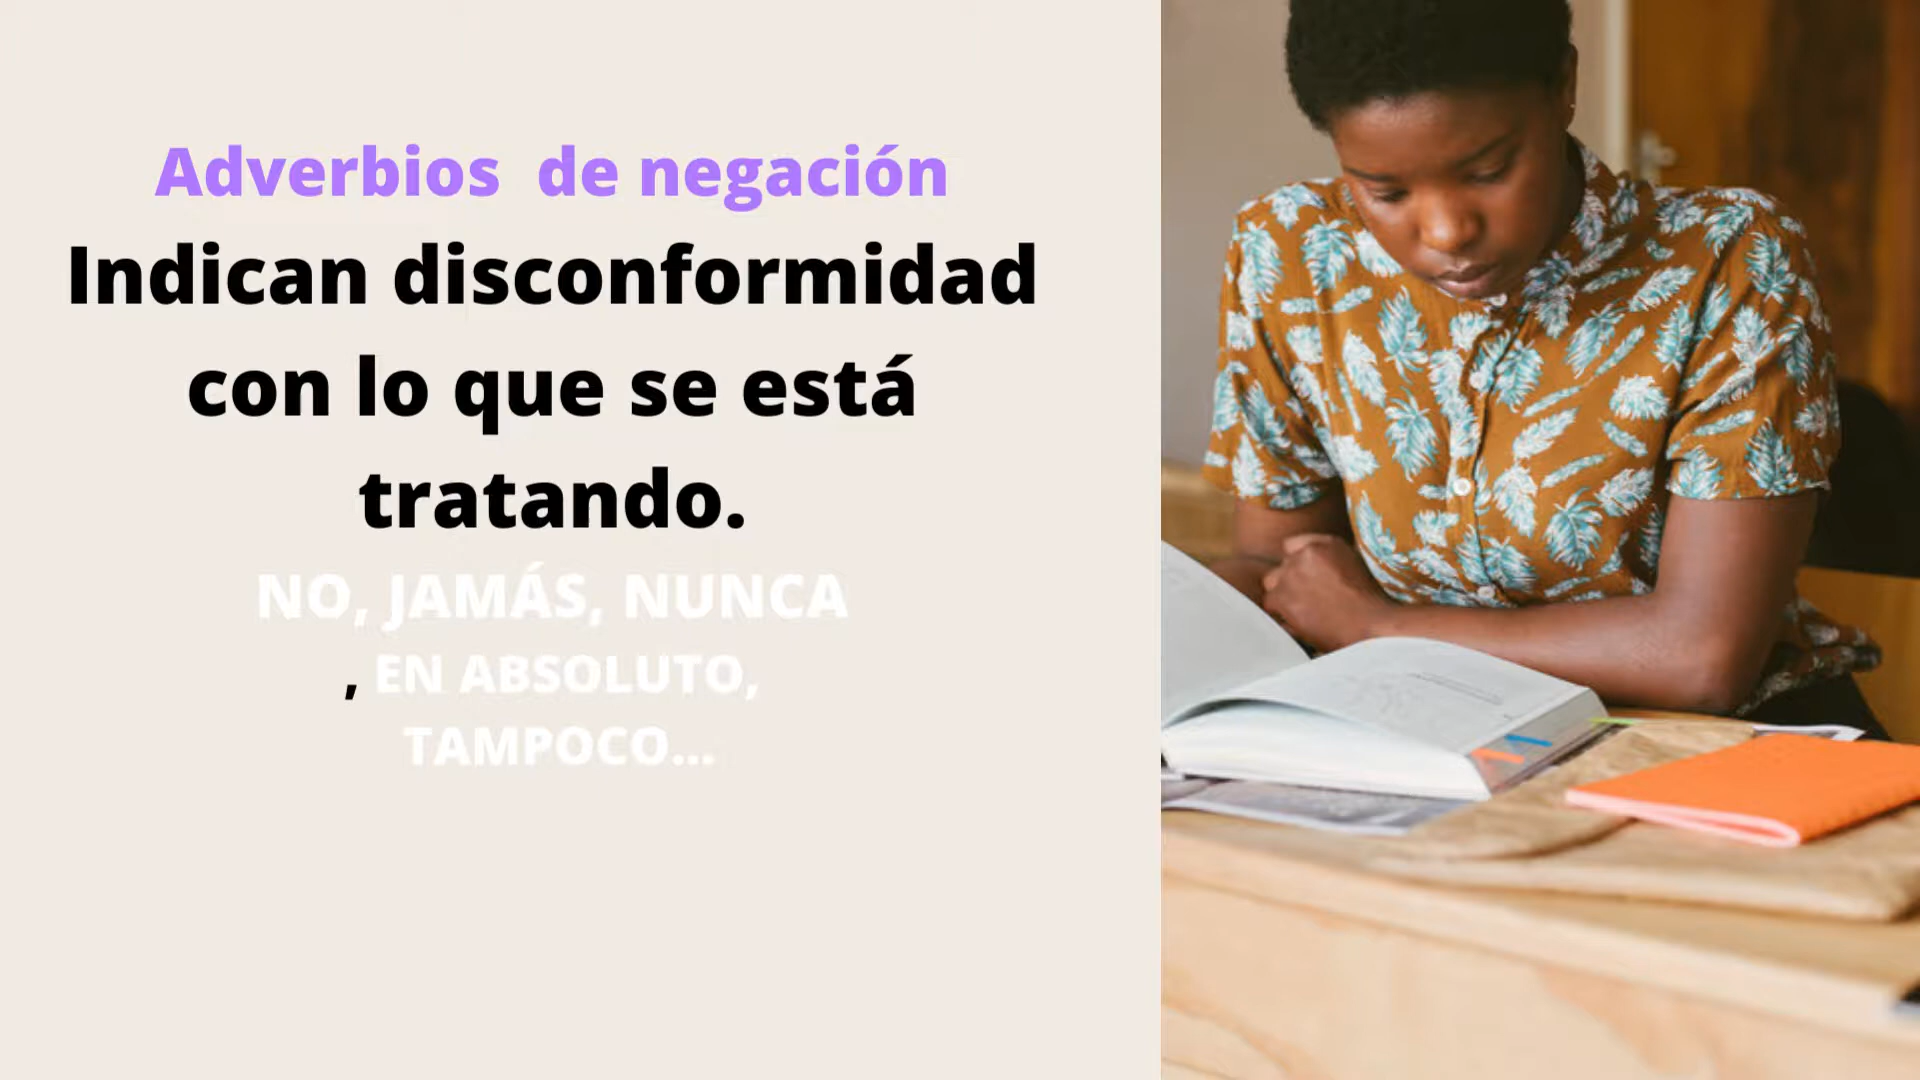 Adverbios  de negación
Indican disconformidad
con lo que se está
tratando.
NO, JAMÁS, NUNCA
, EN ABSOLUTO,
TAMPOCO...